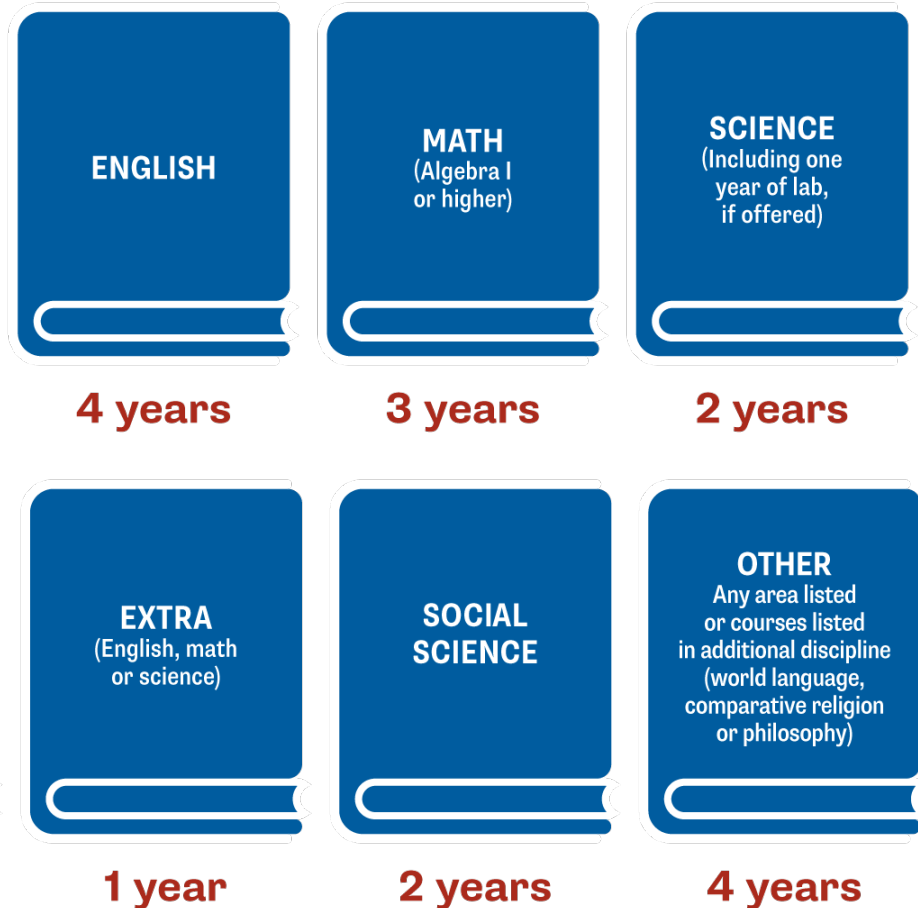 ENGLISH
4 years
MATH
(Algebra I
or higher)
3 years
SCIENCE
(Including one
year of lab,
if offered)
2 years
EXTRA
(English, math
or science)
1 year
SOCIAL
SCIENCE
2 years
OTHER
Any area listed
or courses listed
in additional discipline
(world language,
comparative religion
or philosophy)
4 years